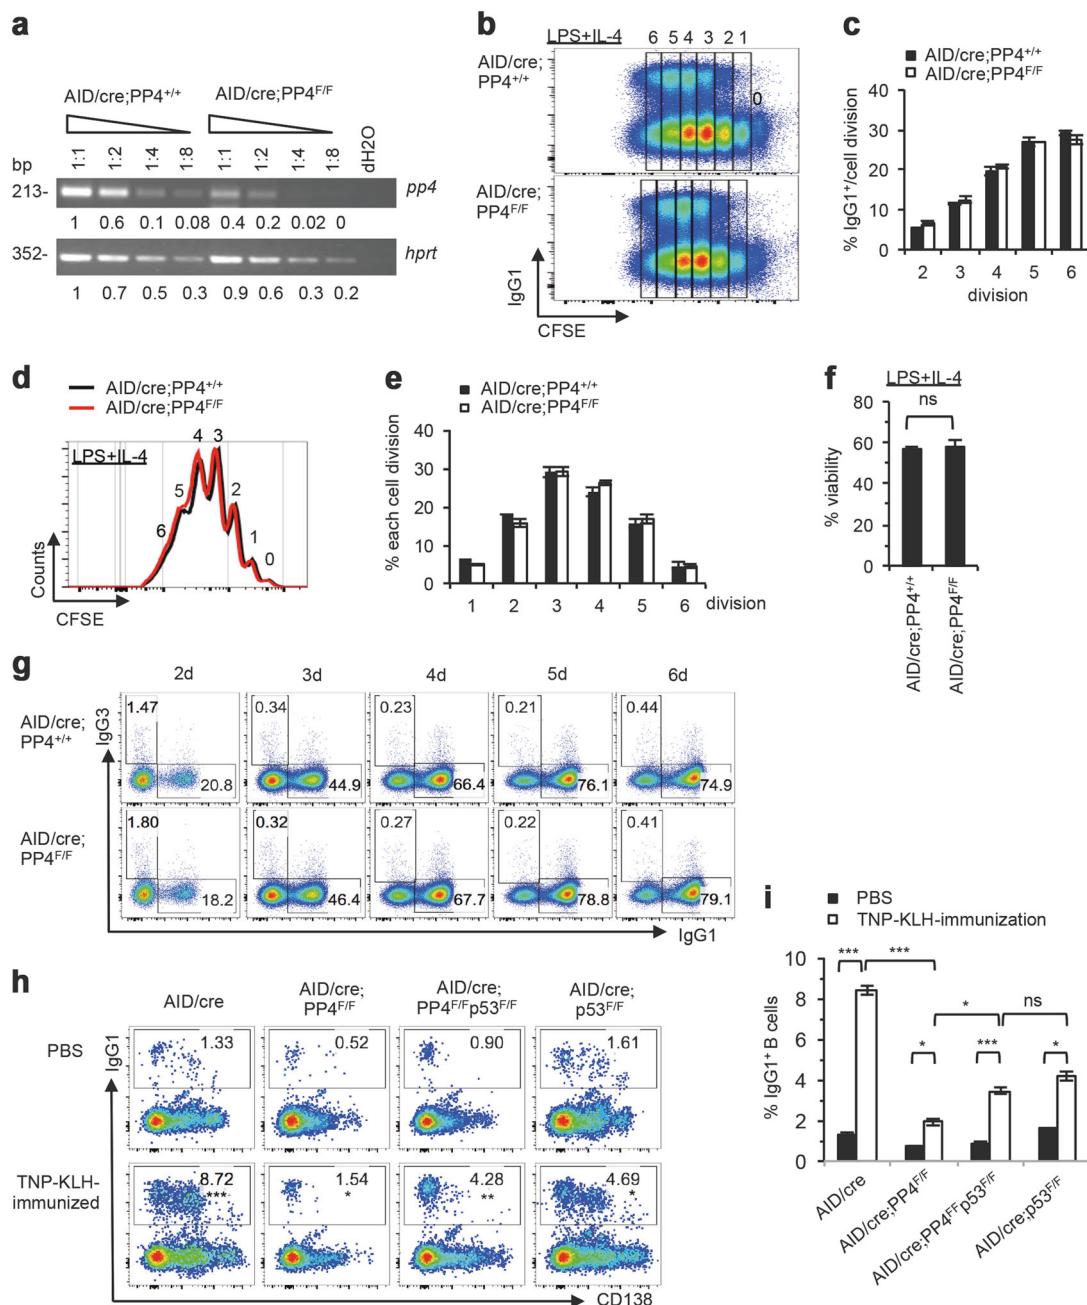 a
AID/cre;PP4+/+ AID/cre;PP4F/F
bp 1:1 1:2 1:4 1:8 1:1 1:2 1:4 1:8 dH2O
213- pp4
1 0.6 0.1 0.08 0.4 0.2 0.02 0
352- hprt
1 0.7 0.5 0.3 0.9 0.6 0.3 0.2
b
LPS+IL-4 6 5 4 3 2 1
AID/cre;
PP4+/+
0
AID/cre;
PP4F/F
IgG1
CFSE
c
AID/cre;PP4+/+
AID/cre;PP4F/F
% IgG1+/cell division
40
30
20
10
0
2 3 4 5 6
division
d
AID/cre;PP4+/+
AID/cre;PP4F/F
LPS+IL-4
6 5 4 3 2 1 0
Counts
CFSE
e
AID/cre;PP4+/+
AID/cre;PP4F/F
% each cell division
40
30
20
10
0
1 2 3 4 5 6 division
f
LPS+IL-4
ns
% viability
80
60
40
20
0
AID/cre;PP4+/+
AID/cre;PP4F/F
g
2d 3d 4d 5d 6d
AID/cre;
PP4+/+
IgG3
1.47 0.34 0.23 0.21 0.44
20.8 44.9 66.4 76.1 74.9
AID/cre;
PP4F/F
1.80 0.32 0.27 0.22 0.41
18.2 46.4 67.7 78.8 79.1
IgG1
h
AID/cre AID/cre; AID/cre; AID/cre;
PP4F/F PP4F/Fp53F/F p53F/F
PBS
IgG1
1.33 0.52 0.90 1.61
TNP-KLH-
immunized
8.72 1.54 4.28 4.69
*** * ** *
CD138
i
PBS
TNP-KLH-immunization
% IgG1+ B cells
10
8
6
4
2
0
*** ***
* ns
* *** *
AID/cre
AID/cre;PP4F/F
AID/cre;PP4FFp53F/F
AID/cre;p53F/F